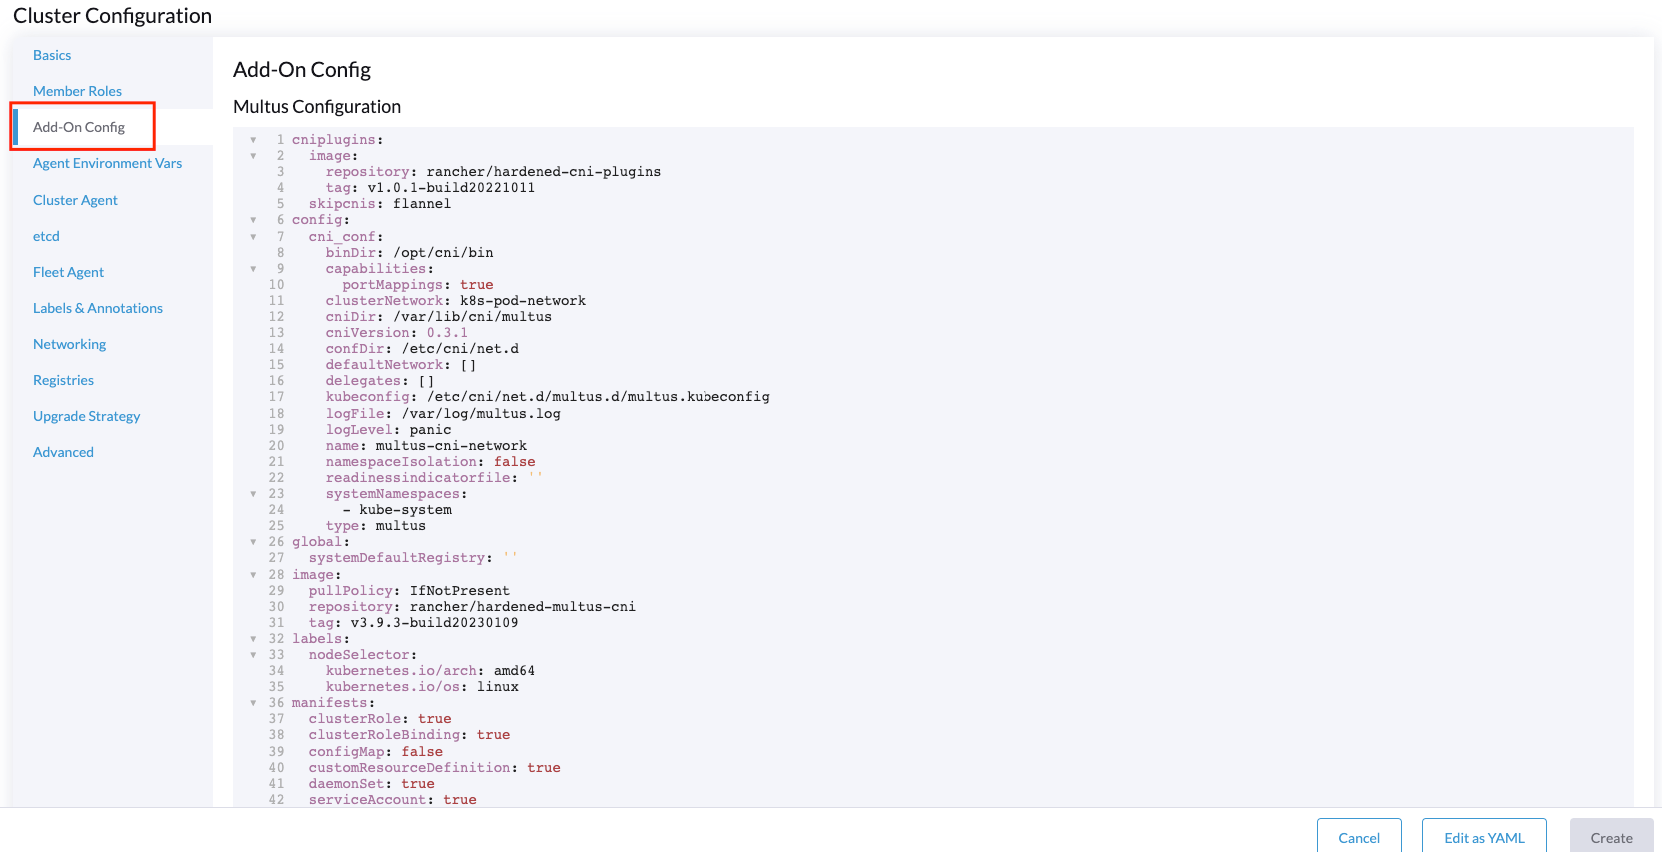 Cluster Configuration
Basics
Member Roles
Add-On Config
Agent Environment Vars
Cluster Agent
etcd
Fleet Agent
Labels & Annotations
Networking
Registries
Upgrade Strategy
Advanced
Add-On Config
Multus Configuration
1 cniplugins:
2   image:
3     repository: rancher/hardened-cni-plugins
4     tag: v1.0.1-build20221011
5   skipcnis: flannel
6 config:
7   cni_conf:
8     binDir: /opt/cni/bin
9     capabilities:
10       portMappings: true
11     clusterNetwork: k8s-pod-network
12     cniDir: /var/lib/cni/multus
13     cniVersion: 0.3.1
14     confDir: /etc/cni/net.d
15     defaultNetwork: []
16     delegates: []
17     kubeconfig: /etc/cni/net.d/multus.d/multus.kubeconfig
18     logFile: /var/log/multus.log
19     logLevel: panic
20     name: multus-cni-network
21     namespaceIsolation: false
22     readinessindicatorfile: ''
23     systemNamespaces:
24       - kube-system
25     type: multus
26 global:
27   systemDefaultRegistry: ''
28 image:
29   pullPolicy: IfNotPresent
30   repository: rancher/hardened-multus-cni
31   tag: v3.9.3-build20230109
32 labels:
33   nodeSelector:
34     kubernetes.io/arch: amd64
35     kubernetes.io/os: linux
36 manifests:
37   clusterRole: true
38   clusterRoleBinding: true
39   configMap: false
40   customResourceDefinition: true
41   daemonSet: true
42   serviceAccount: true
Cancel
Edit as YAML
Create